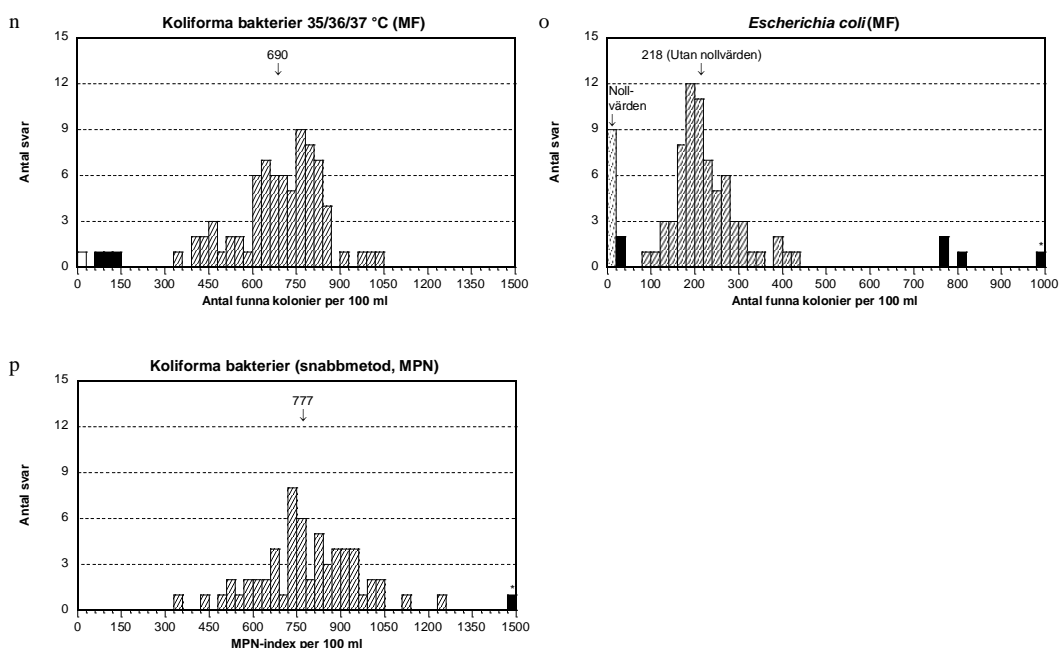 n
Koliforma bakterier 35/36/37 °C (MF)
690
↓
15
12
9
6
3
0
Antal svar
0 150 300 450 600 750 900 1050 1200 1350 1500
Antal funna kolonier per 100 ml
o
Escherichia coli (MF)
218 (Utan nollvärden)
↓
Noll-
värden
↓
15
12
9
6
3
0
Antal svar
*
0 100 200 300 400 500 600 700 800 900 1000
Antal funna kolonier per 100 ml
p
Koliforma bakterier (snabbmetod, MPN)
777
↓
15
12
9
6
3
0
Antal svar
*
0 150 300 450 600 750 900 1050 1200 1350 1500
MPN-index per 100 ml